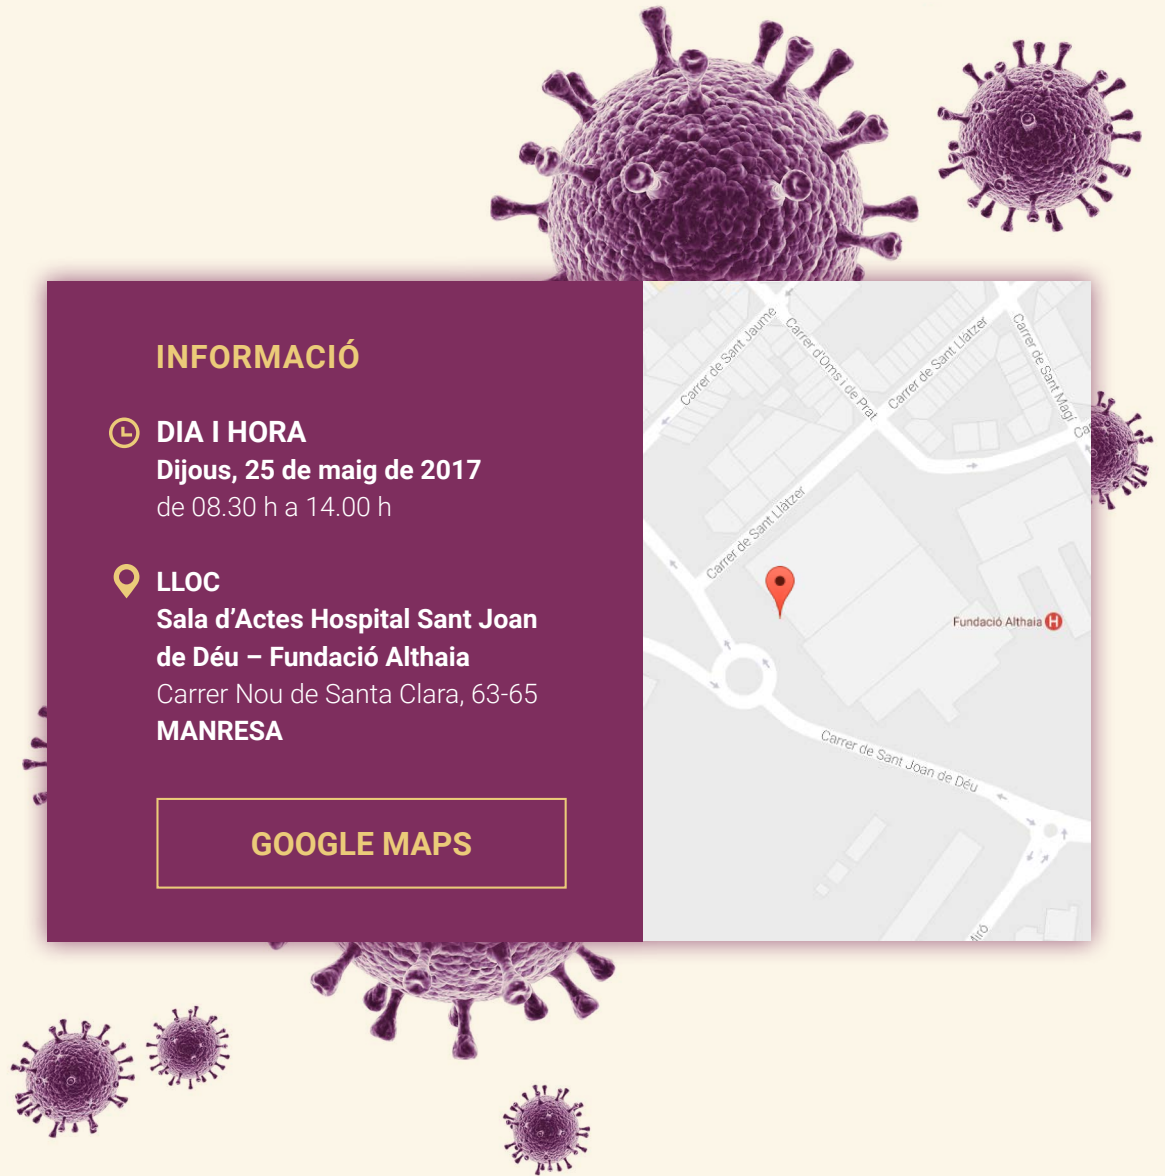 INFORMACIÓ
DIA I HORA
Dijous, 25 de maig de 2017
de 08.30 h a 14.00 h
LLOC
Sala d’Actes Hospital Sant Joan
de Déu – Fundació Althaia
Carrer Nou de Santa Clara, 63-65
MANRESA
GOOGLE MAPS
Carrer de Sant Jaume
Carrer d'Oms i de Prat
Carrer de Sant Llàtzer
Carrer de Sant Magí
Carrer de Sant Llàtzer
Fundació Althaia H
Carrer de Sant Joan de Déu